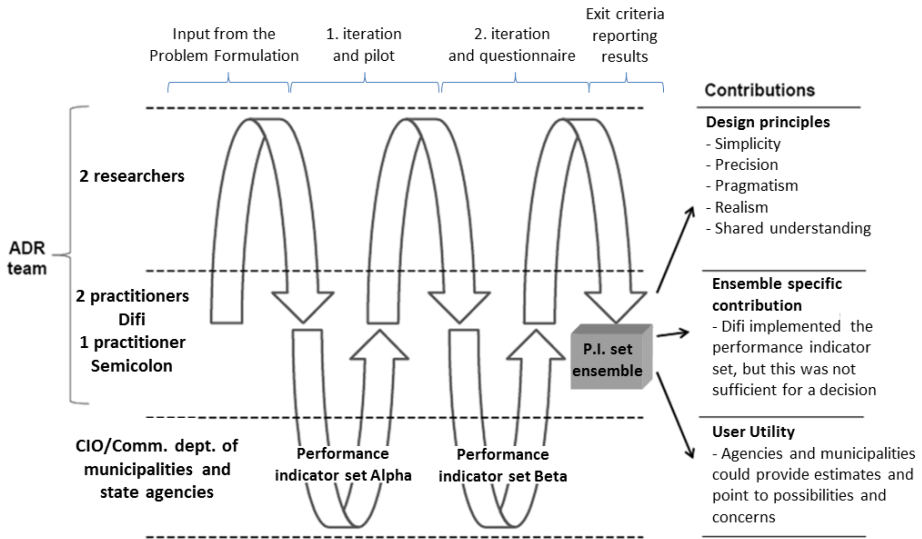 Input from the
Problem Formulation
1. iteration
and pilot
2. iteration
and questionnaire
Exit criteria
reporting
results
Contributions
ADR
team
2 researchers
2 practitioners
Difi
1 practitioner
Semicolon
CIO/Comm. dept. of
municipalities and
state agencies
Performance
indicator set Alpha
Performance
indicator set Beta
P.I. set
ensemble
Design principles
- Simplicity
- Precision
- Pragmatism
- Realism
- Shared understanding
Ensemble specific
contribution
- Difi implemented the
performance indicator
set, but this was not
sufficient for a decision
User Utility
- Agencies and municipalities
could provide estimates and
point to possibilities and
concerns